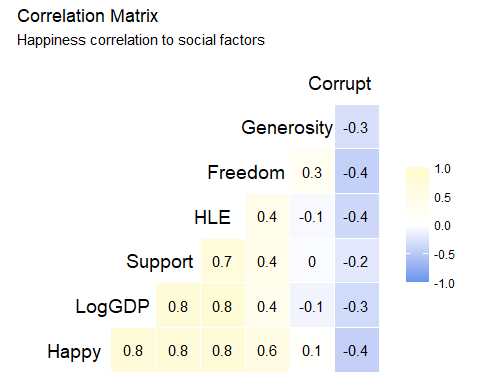 Correlation Matrix
Happiness correlation to social factors
Corrupt
Generosity -0.3
Freedom 0.3 -0.4
HLE 0.4 -0.1 -0.4
Support 0.7 0.4 0 -0.2
LogGDP 0.8 0.8 0.4 -0.1 -0.3
Happy 0.8 0.8 0.8 0.6 0.1 -0.4
1.0
0.5
0.0
-0.5
-1.0